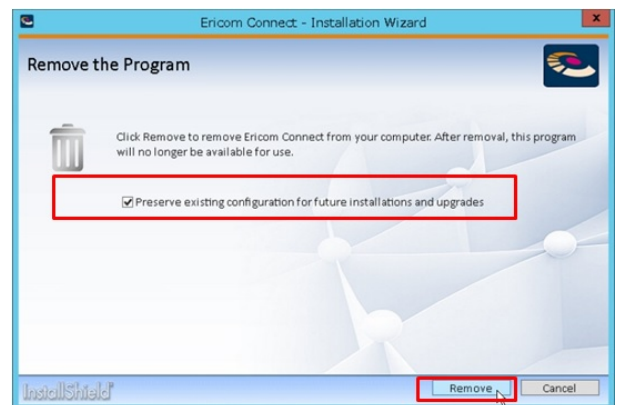 Ericom Connect - Installation Wizard
x
Remove the Program
Click Remove to remove Ericom Connect from your computer. After removal, this program
will no longer be available for use.
Preserve existing configuration for future installations and upgrades
InstallShield
Remove
Cancel